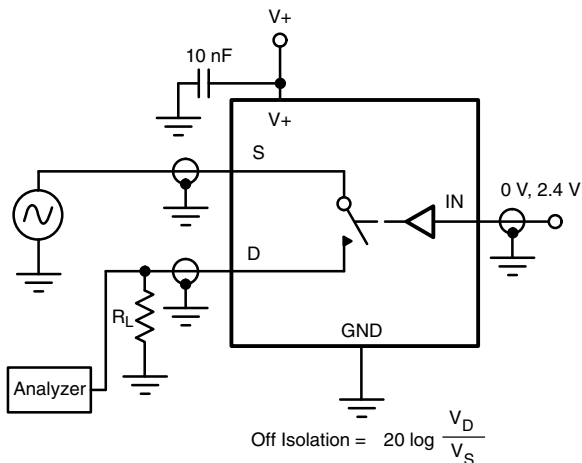 V+
10 nF
V+
S
0 V, 2.4 V
IN
D
R_L
GND
Analyzer
Off Isolation = 20 log V_D / V_S